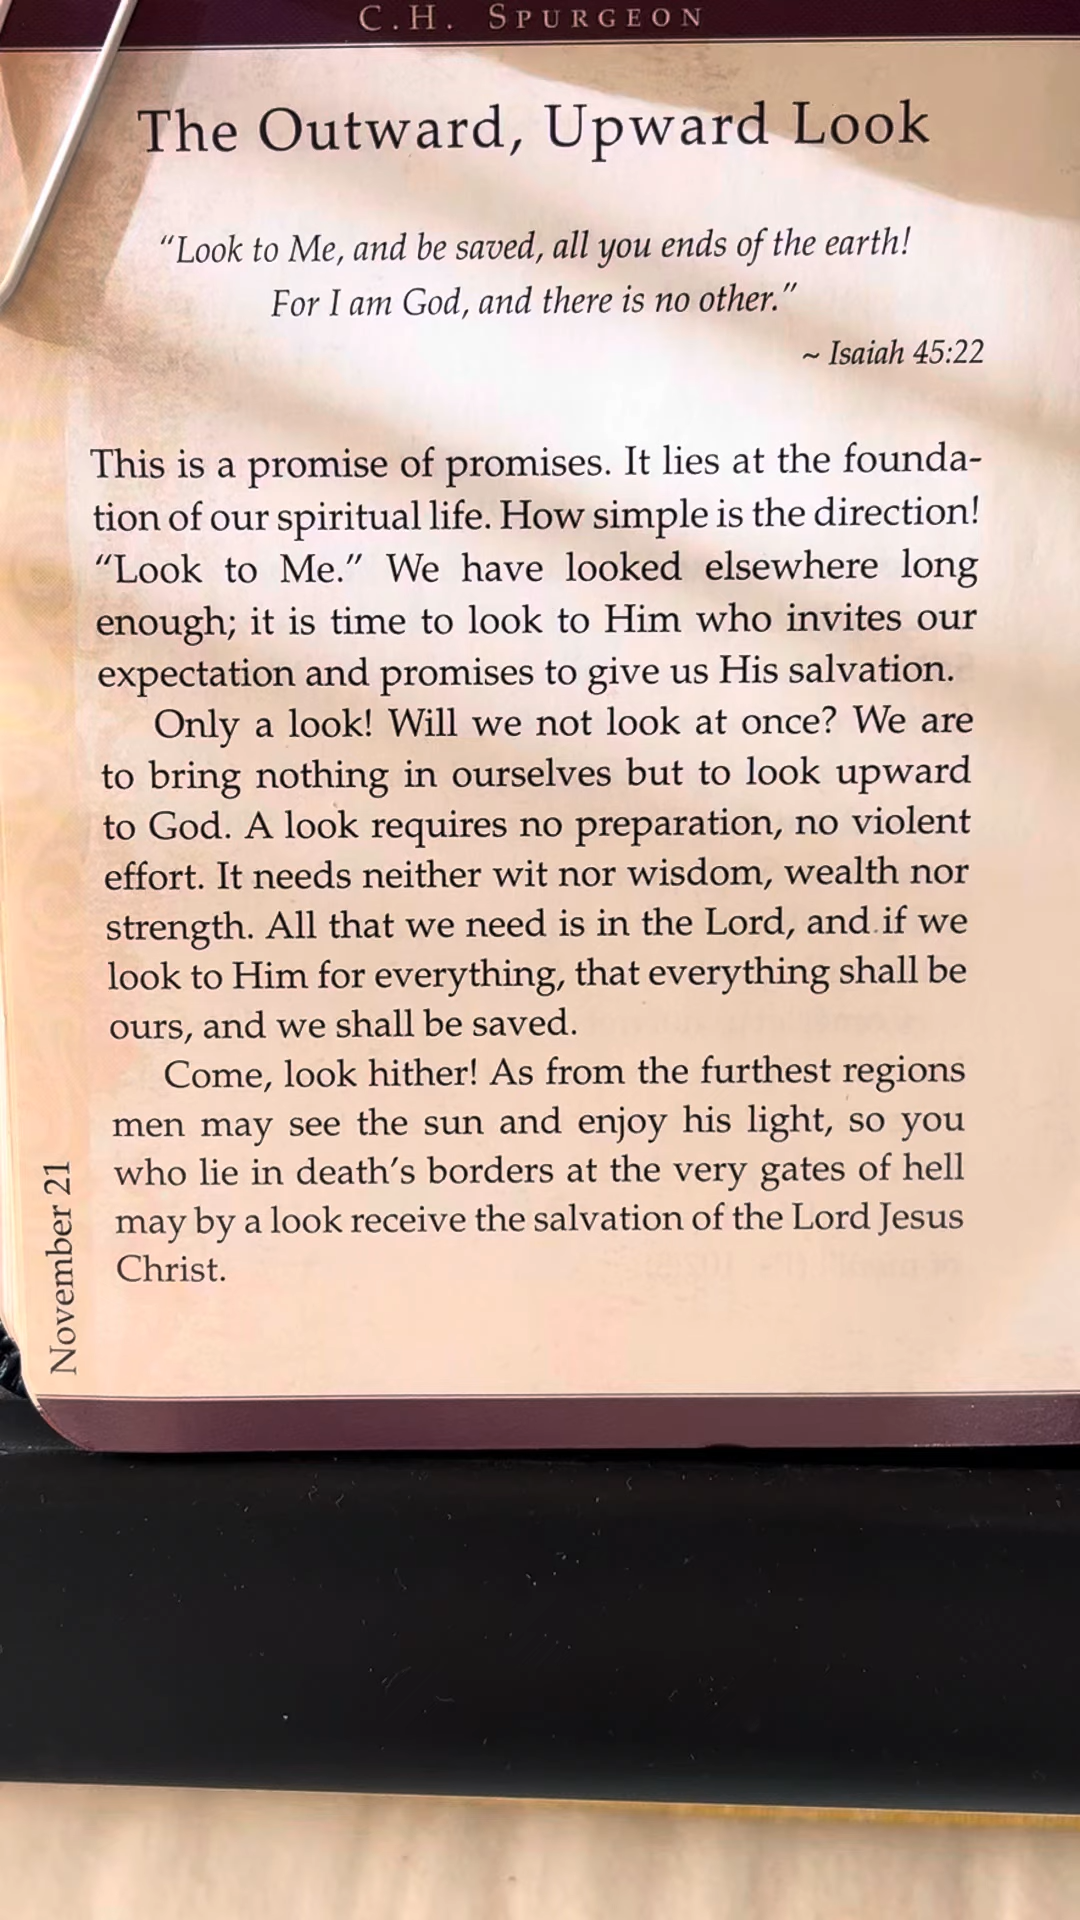 C.H. SPURGEON
The Outward, Upward Look
“Look to Me, and be saved, all you ends of the earth!
For I am God, and there is no other.”
~ Isaiah 45:22
This is a promise of promises. It lies at the founda-
tion of our spiritual life. How simple is the direction!
“Look to Me.” We have looked elsewhere long
enough; it is time to look to Him who invites our
expectation and promises to give us His salvation.
Only a look! Will we not look at once? We are
to bring nothing in ourselves but to look upward
to God. A look requires no preparation, no violent
effort. It needs neither wit nor wisdom, wealth nor
strength. All that we need is in the Lord, and if we
look to Him for everything, that everything shall be
ours, and we shall be saved.
Come, look hither! As from the furthest regions
men may see the sun and enjoy his light, so you
who lie in death’s borders at the very gates of hell
may by a look receive the salvation of the Lord Jesus
Christ.
November 21